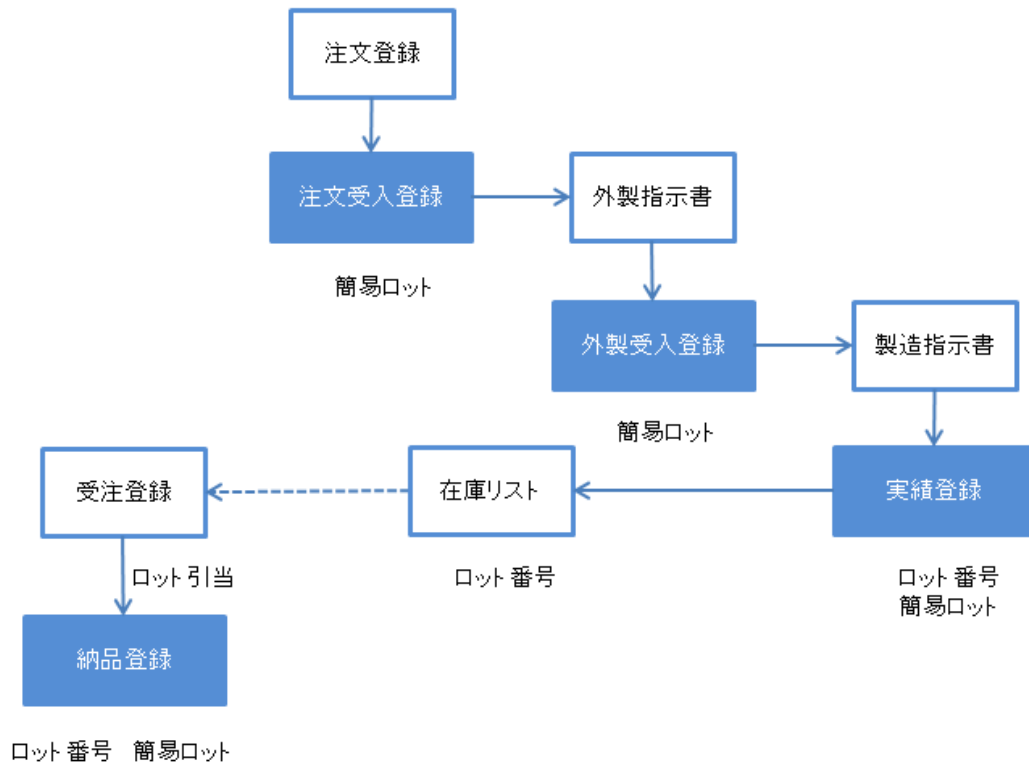 注文登録
注文受入登録
外製指示書
簡易ロット
外製受入登録
製造指示書
簡易ロット
受注登録
在庫リスト
実績登録
ロット引当
ロット番号
ロット番号
簡易ロット
納品登録
ロット番号 簡易ロット